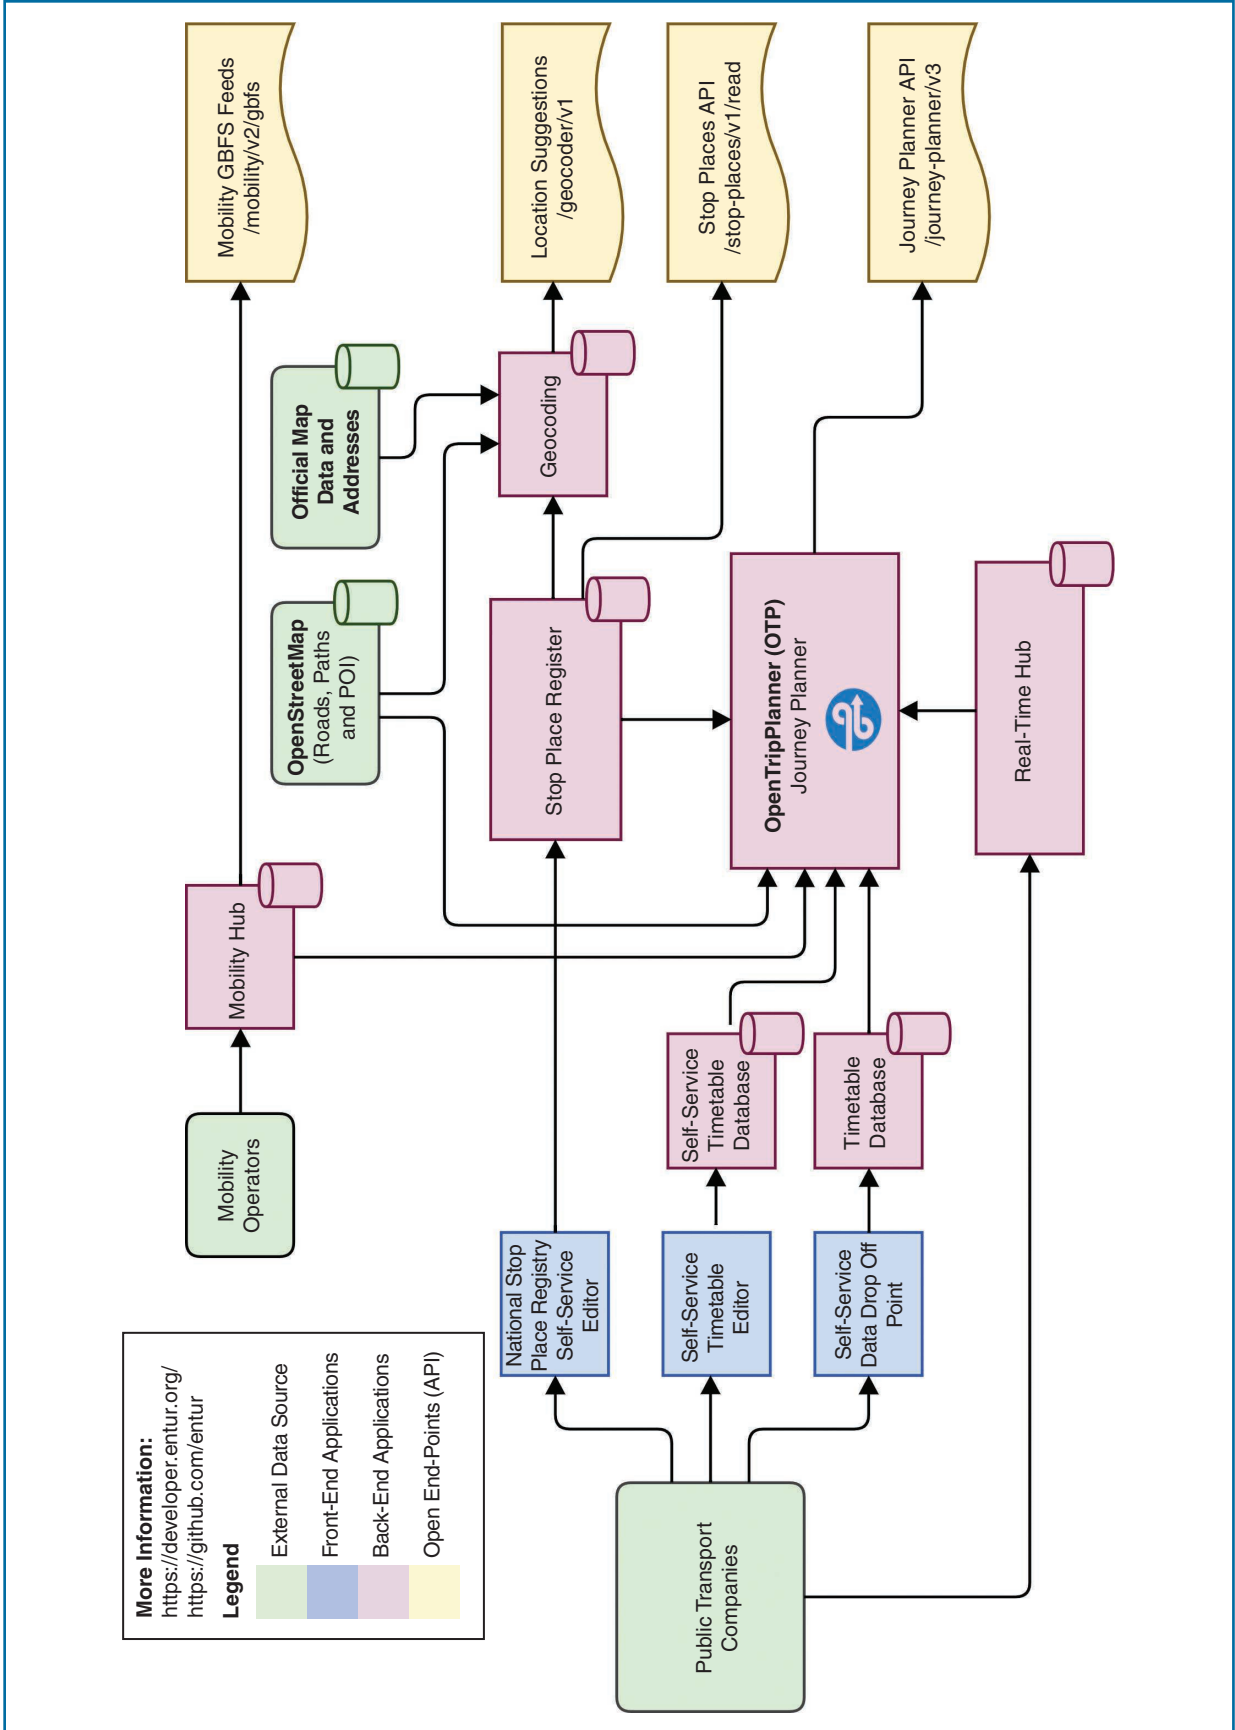 More Information:
https://developer.entur.org/
https://github.com/entur
Legend
External Data Source
Front-End Applications
Back-End Applications
Open End-Points (API)
Mobility
Operators
Mobility Hub
Mobility GBFS Feeds
/mobility/v2/gbfs
OpenStreetMap
(Roads, Paths
and POI)
Official Map
Data and
Addresses
Public Transport
Companies
National Stop
Place Registry
Self-Service
Editor
Stop Place Register
Geocoding
Location Suggestions
/geocoder/v1
Self-Service
Timetable
Editor
Self-Service
Timetable
Database
Stop Places API
/stop-places/v1/read
Self-Service
Data Drop Off
Point
Timetable
Database
OpenTripPlanner (OTP)
Journey Planner
Journey Planner API
/journey-planner/v3
Real-Time Hub